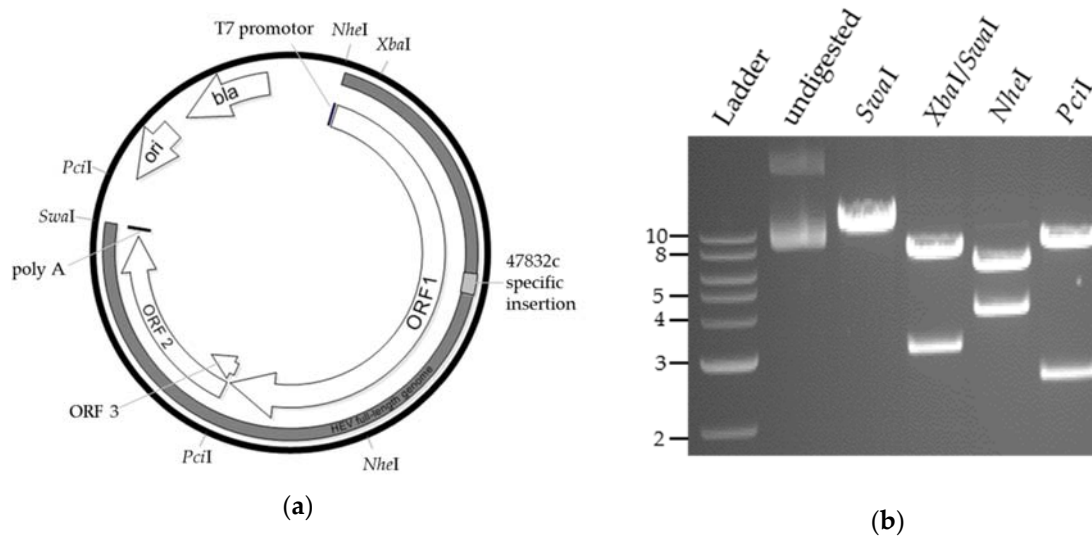 T7 promotor
NheI
XbaI
bla
ori
PciI
SwaI
poly A
ORF1
47832c
specific
insertion
ORF 2
ORF 3
HEV full-length genome
PciI
NheI
(a)
Ladder
undigested
SwaI
XbaI/SwaI
NheI
PciI
10
8
5
4
3
2
(b)